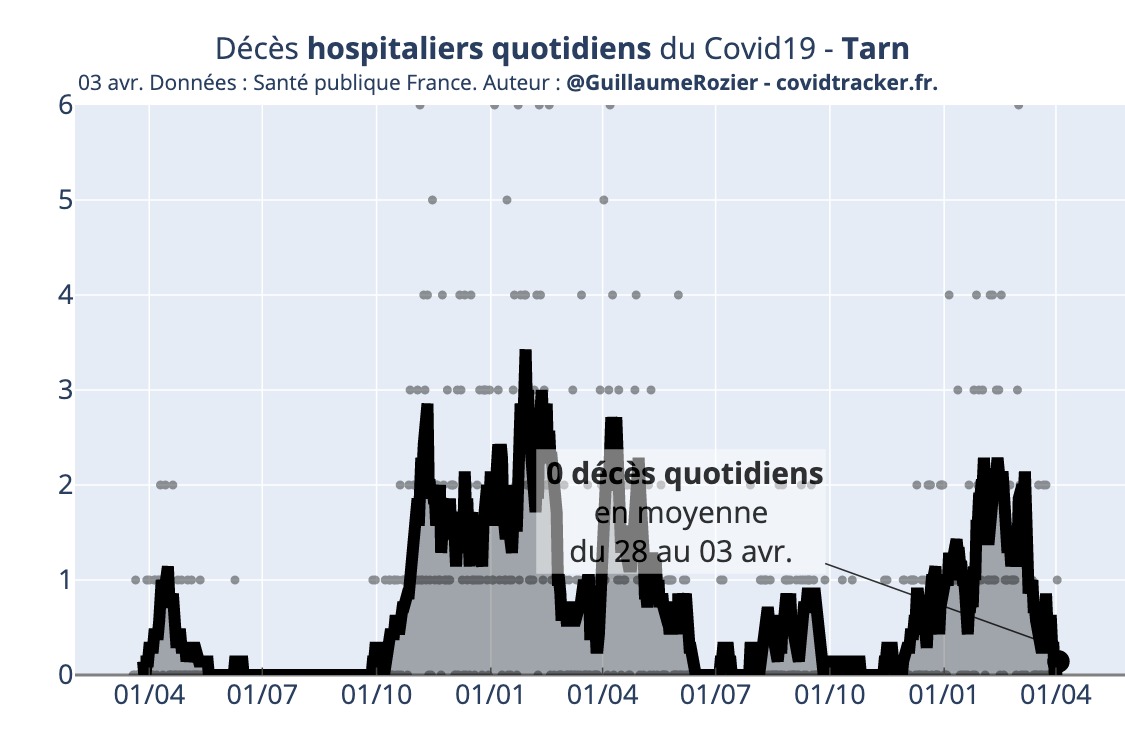 Décès hospitaliers quotidiens du Covid19 - Tarn
03 avr. Données : Santé publique France. Auteur : @GuillaumeRozier - covidtracker.fr.
6
5
4
3
2
1
0
0 décès quotidiens
en moyenne
du 28 au 03 avr.
01/04 01/07 01/10 01/01 01/04 01/07 01/10 01/01 01/04